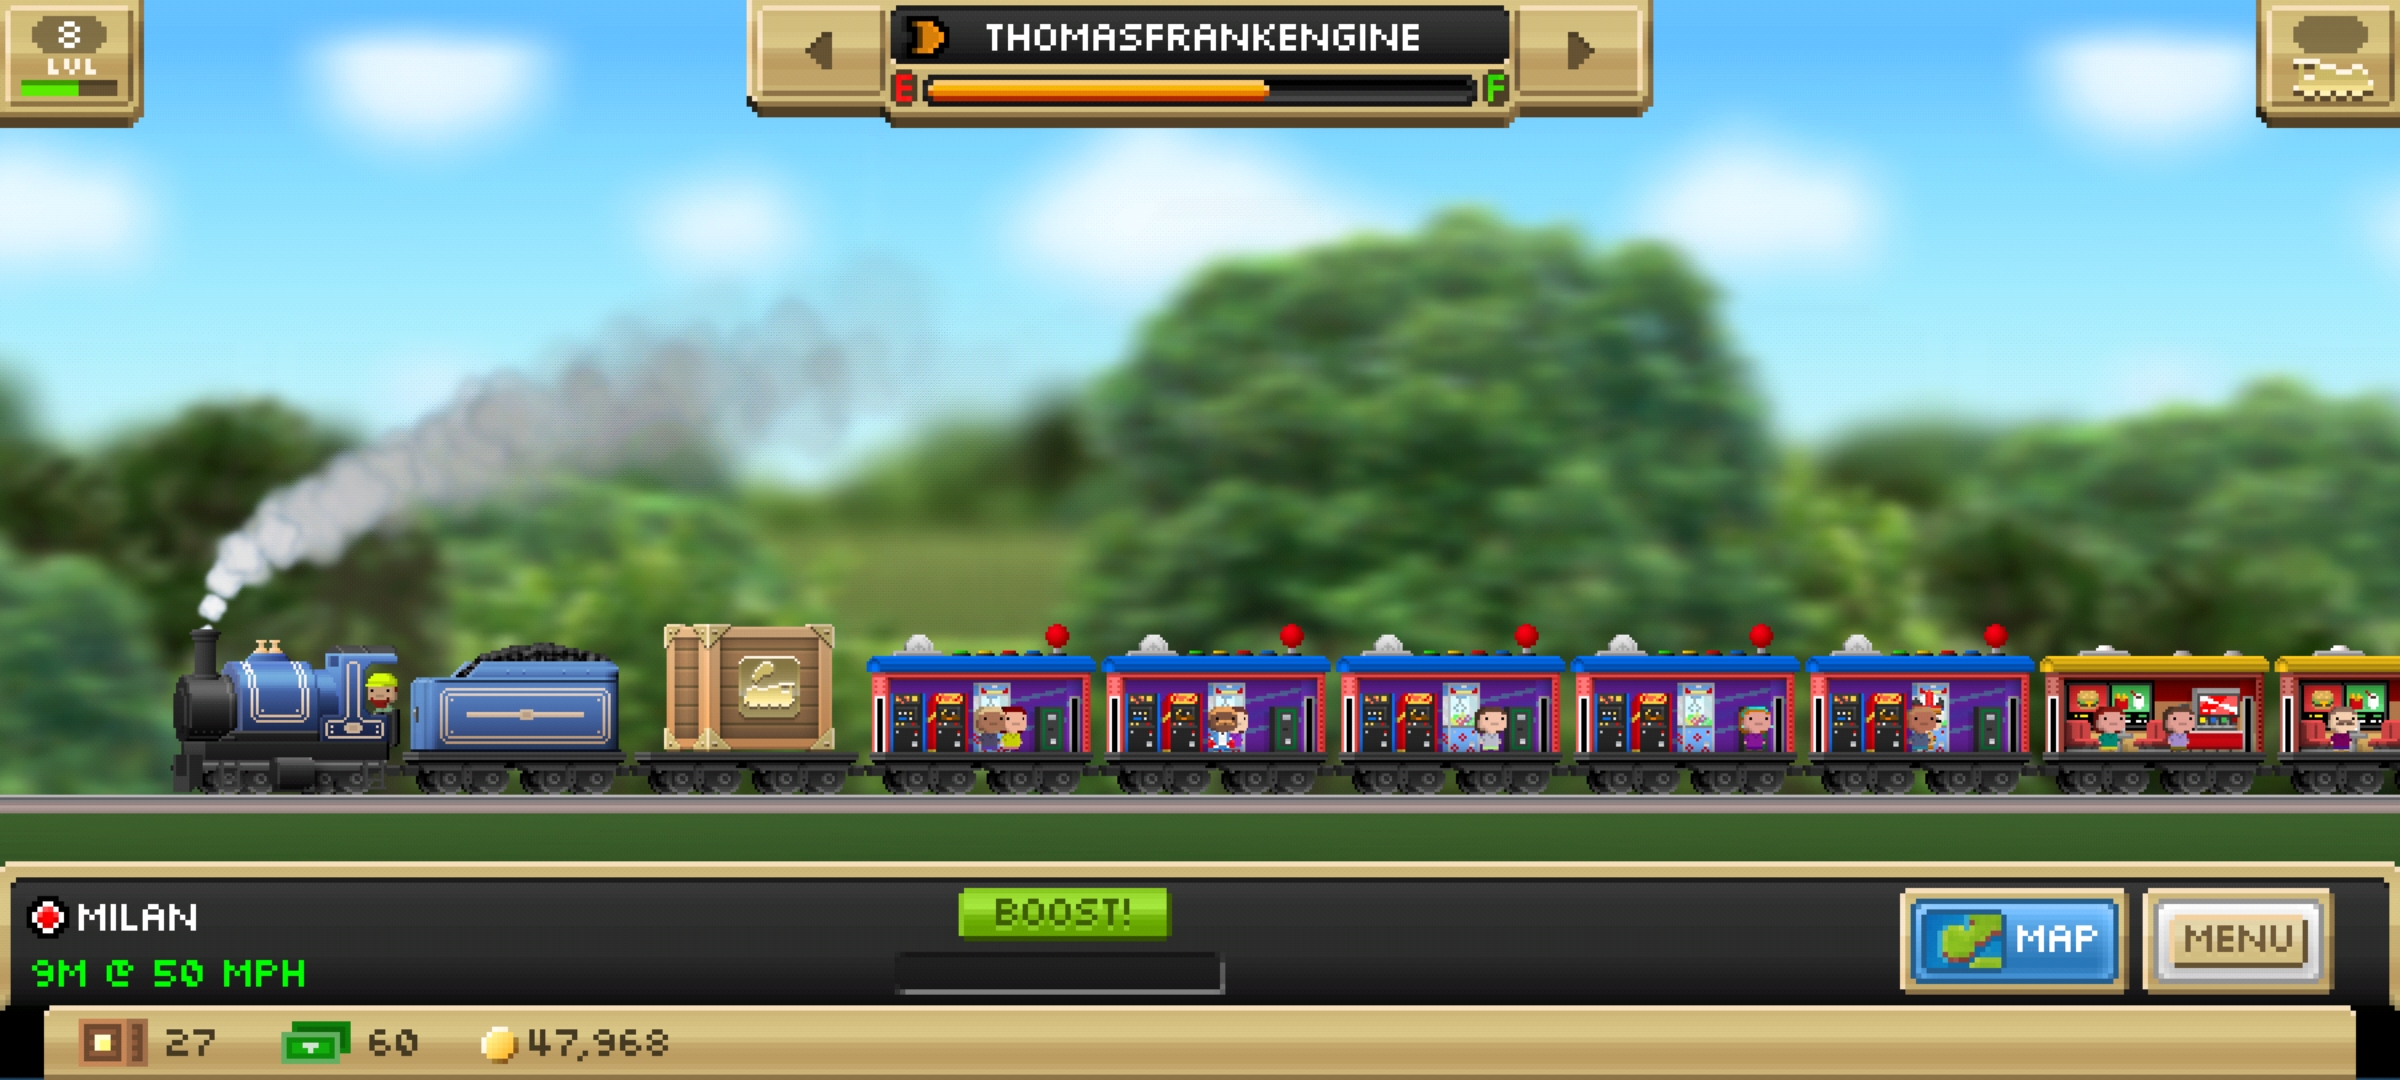 8
LVL
THOMASFRANKENGINE
E F
MILAN
BOOST!
9M @ 50 MPH
MAP
MENU
27 60 47,968